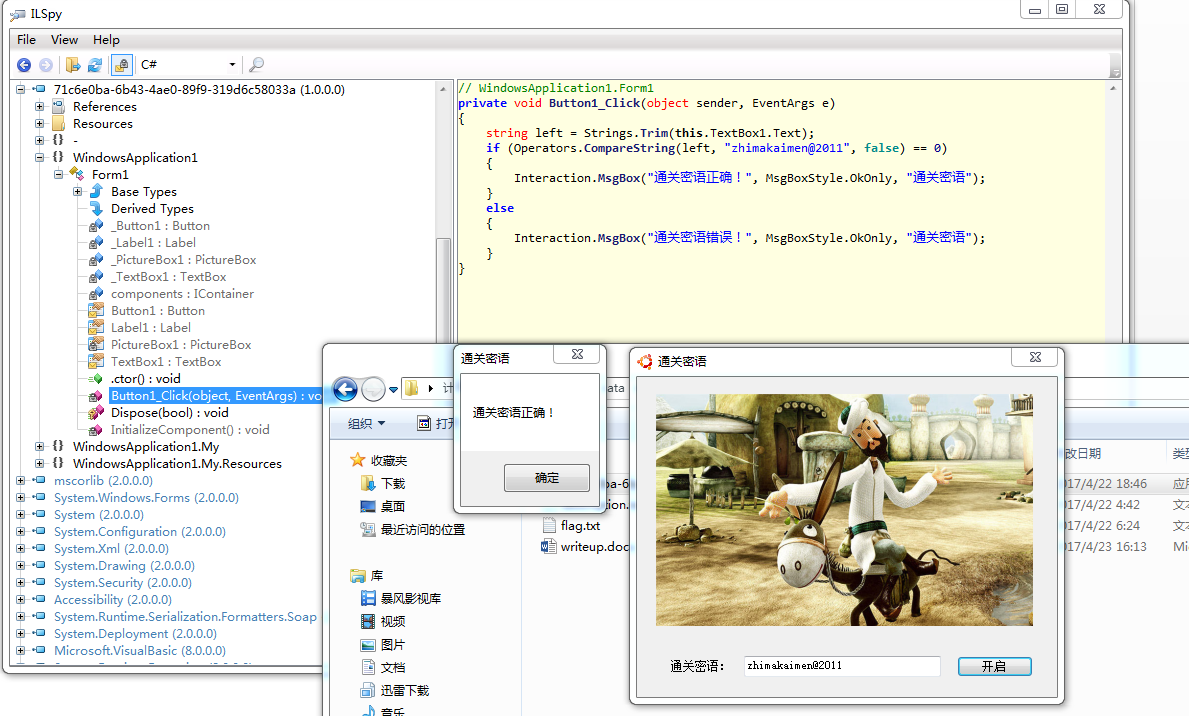 ILSpy
File View Help
C#
71c6e0ba-6b43-4ae0-89f9-319d6c58033a (1.0.0.0)
References
Resources
{} -
{} WindowsApplication1
Form1
Base Types
Derived Types
_Button1 : Button
_Label1 : Label
_PictureBox1 : PictureBox
_TextBox1 : TextBox
components : IContainer
Button1 : Button
Label1 : Label
PictureBox1 : PictureBox
TextBox1 : TextBox
.ctor() : void
Button1_Click(object, EventArgs) : vo
Dispose(bool) : void
InitializeComponent() : void
{} WindowsApplication1.My
{} WindowsApplication1.My.Resources
mscorlib (2.0.0.0)
System.Windows.Forms (2.0.0.0)
System (2.0.0.0)
System.Configuration (2.0.0.0)
System.Xml (2.0.0.0)
System.Drawing (2.0.0.0)
System.Security (2.0.0.0)
Accessibility (2.0.0.0)
System.Runtime.Serialization.Formatters.Soap
System.Deployment (2.0.0.0)
Microsoft.VisualBasic (8.0.0.0)
// WindowsApplication1.Form1
private void Button1_Click(object sender, EventArgs e)
{
string left = Strings.Trim(this.TextBox1.Text);
if (Operators.CompareString(left, "zhimakaimen@2011", false) == 0)
{
Interaction.MsgBox("通关密语正确！", MsgBoxStyle.OkOnly, "通关密语");
}
else
{
Interaction.MsgBox("通关密语错误！", MsgBoxStyle.OkOnly, "通关密语");
}
}
计
ata
组织
打开
收藏夹
下载
桌面
最近访问的位置
库
暴风影视库
视频
图片
文档
迅雷下载
音乐
ba-6
tion.
flag.txt
writeup.doc
通关密语
通关密语正确！
确定
通关密语
通关密语：
zhimakaimen@2011
开启
改日期
类型
17/4/22 18:46
应用
17/4/22 4:42
文本
17/4/22 6:24
文本
17/4/23 16:13
Mi